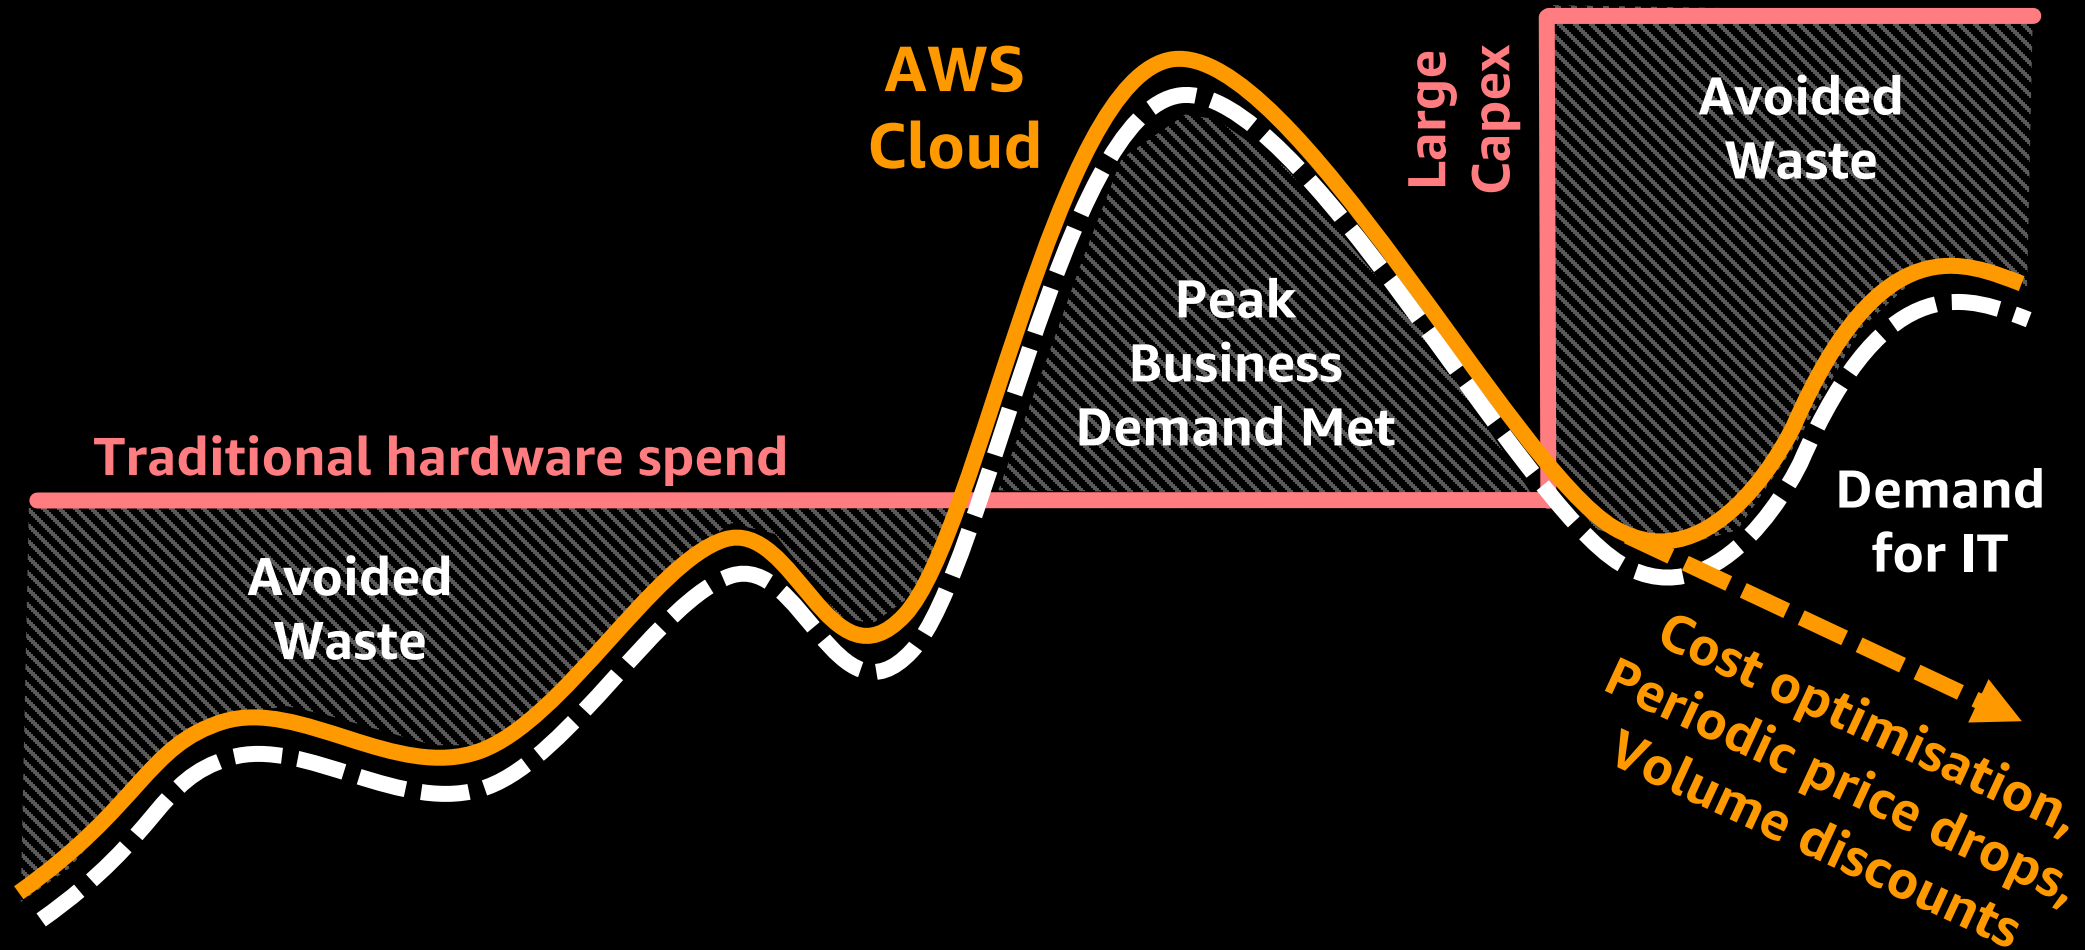 AWS
Cloud
Large
Capex
Avoided
Waste
Peak
Business
Demand Met
Traditional hardware spend
Avoided
Waste
Demand
for IT
Cost optimisation,
Periodic price drops,
Volume discounts